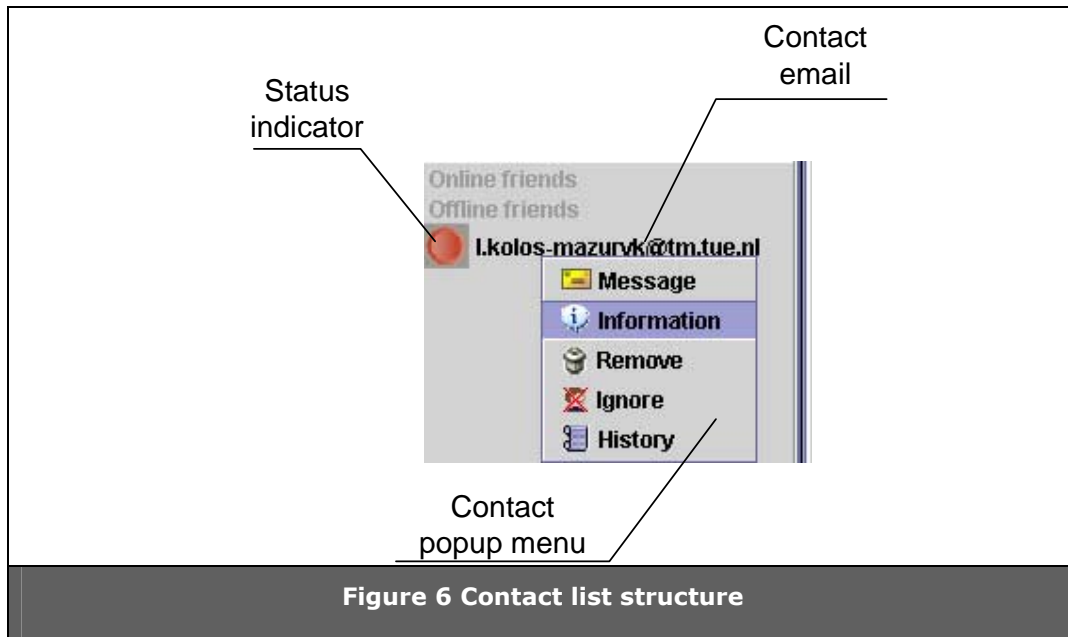 Contact
email
Status
indicator
Online friends
Offline friends
l.kolos-mazuryk@tm.tue.nl
Message
Information
Remove
Ignore
History
Contact
popup menu
Figure 6 Contact list structure